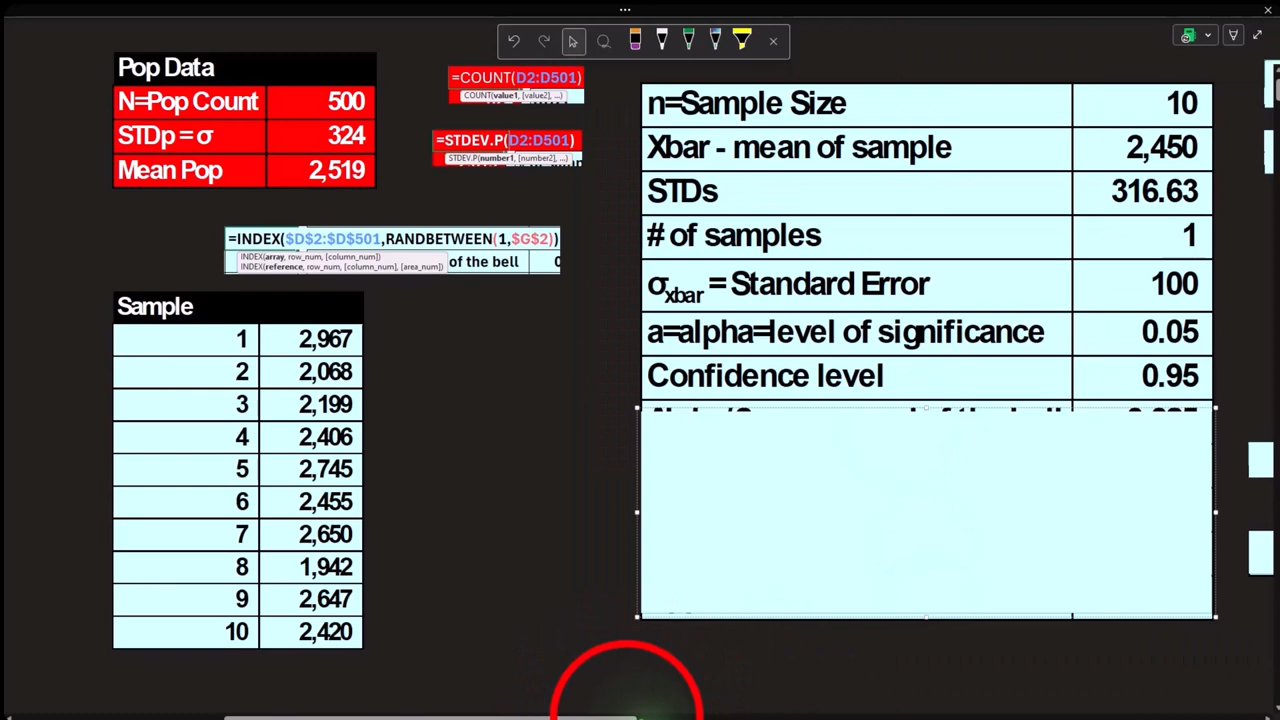 Pop Data
N=Pop Count 500
STDp = σ 324
Mean Pop 2,519
=COUNT(D2:D501)
COUNT(value1, [value2], ...)
=STDEV.P(D2:D501)
STDEV.P(number1, [number2], ...)
=INDEX($D$2:$D$501,RANDBETWEEN(1,$G$2))
INDEX(array, row_num, [column_num])
INDEX(reference, row_num, [column_num], [area_num])
of the bell
Sample
1 2,967
2 2,068
3 2,199
4 2,406
5 2,745
6 2,455
7 2,650
8 1,942
9 2,647
10 2,420
n=Sample Size 10
Xbar - mean of sample 2,450
STDs 316.63
# of samples 1
σxbar = Standard Error 100
a=alpha=level of significance 0.05
Confidence level 0.95